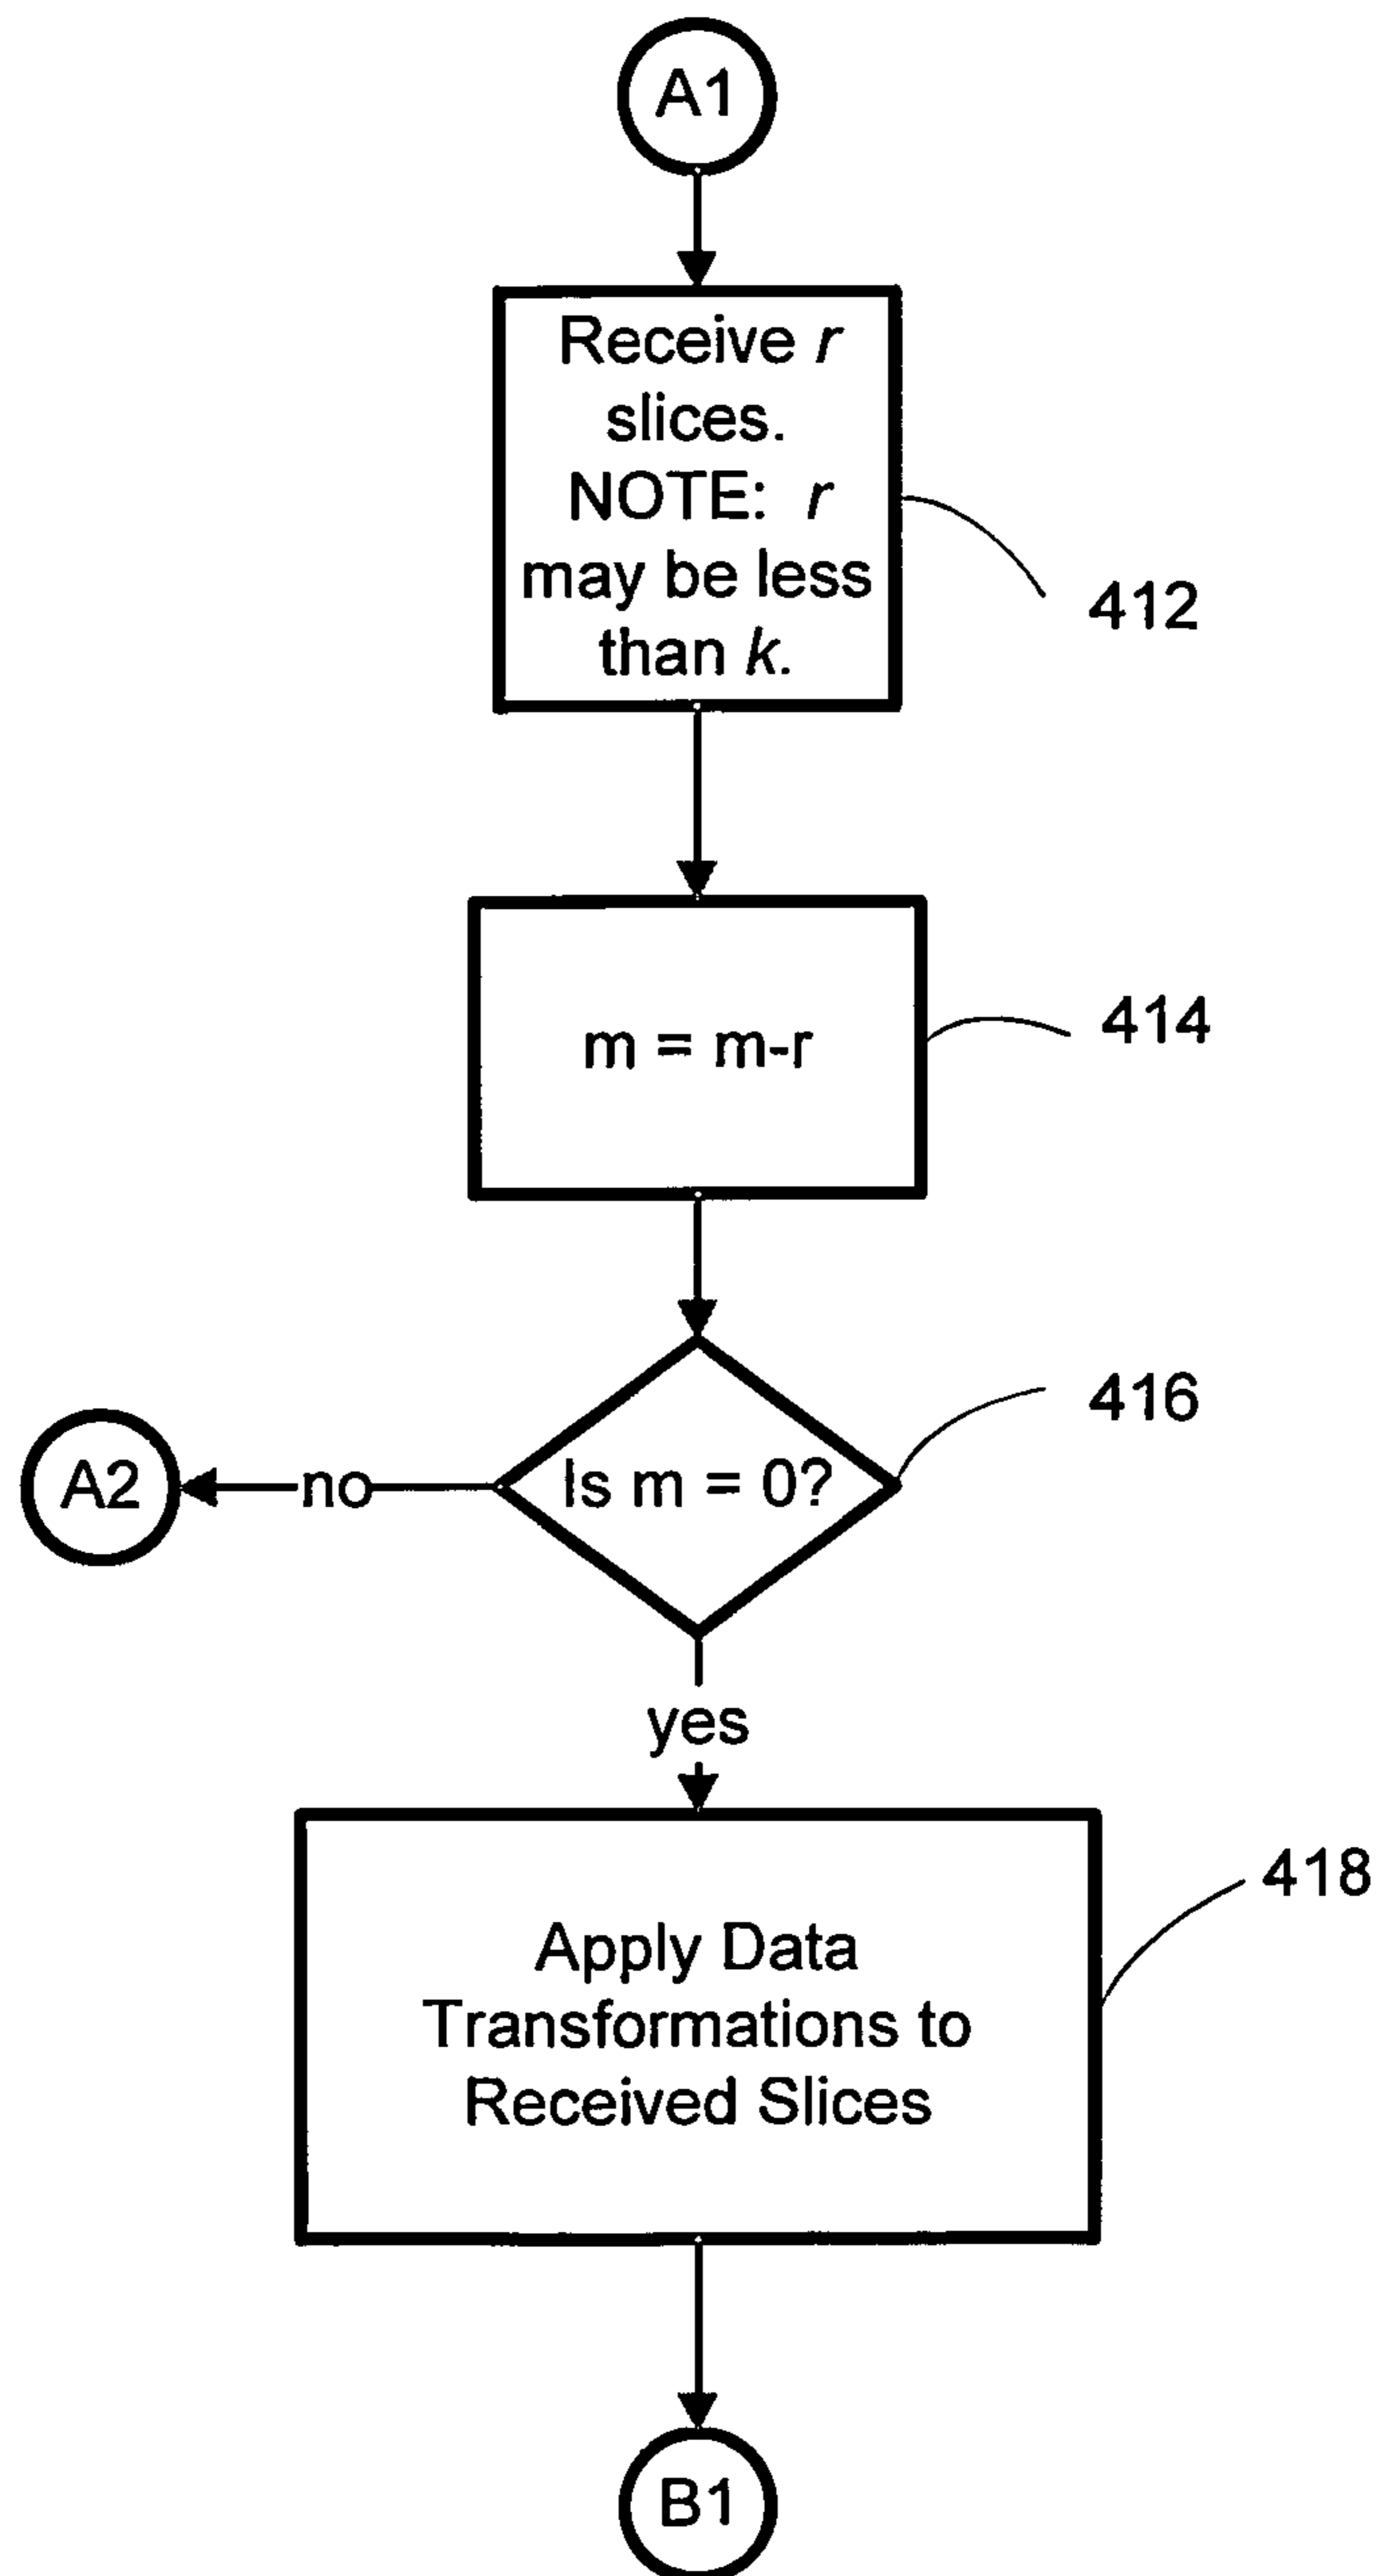 A1
Receive r
slices.
NOTE: r
may be less
than k.
412
m = m-r
414
Is m = 0?
416
no
A2
yes
Apply Data
Transformations to
Received Slices
418
B1